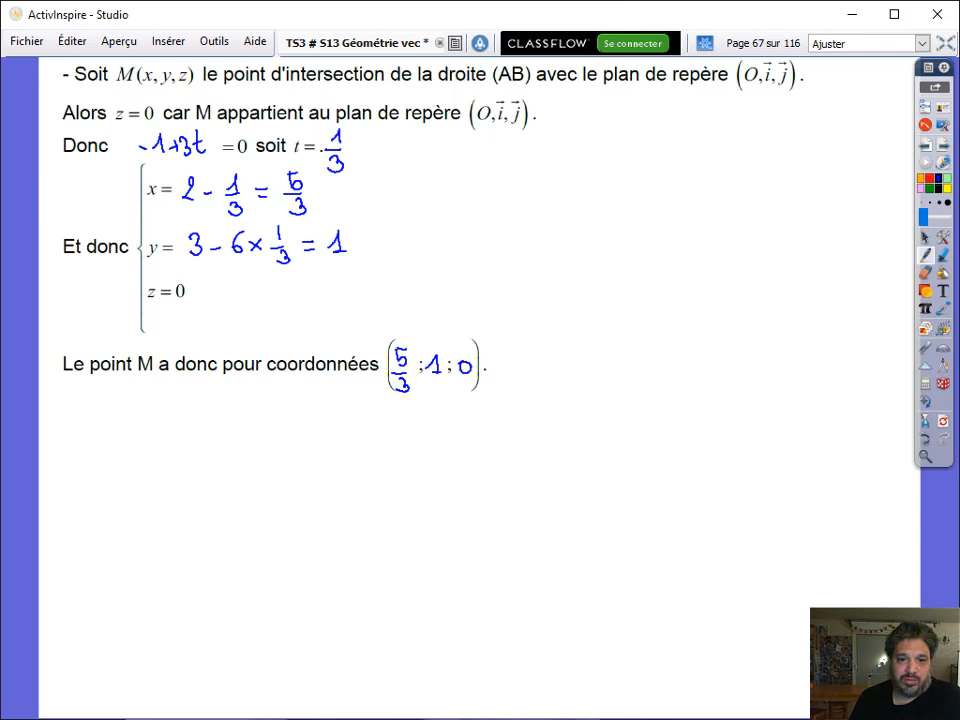 ActivInspire - Studio
Fichier Éditer Aperçu Insérer Outils Aide TS3 # S13 Géométrie vec * CLASSFLOW Se connecter Page 67 sur 116 Ajuster
- Soit M(x, y, z) le point d'intersection de la droite (AB) avec le plan de repère (O, i⃗, j⃗).
Alors z = 0 car M appartient au plan de repère (O, i⃗, j⃗).
Donc -1+3t = 0 soit t = 1/3
x = 2 - 1/3 = 5/3
Et donc y = 3 - 6 × 1/3 = 1
z = 0
Le point M a donc pour coordonnées (5/3 ; 1 ; 0).